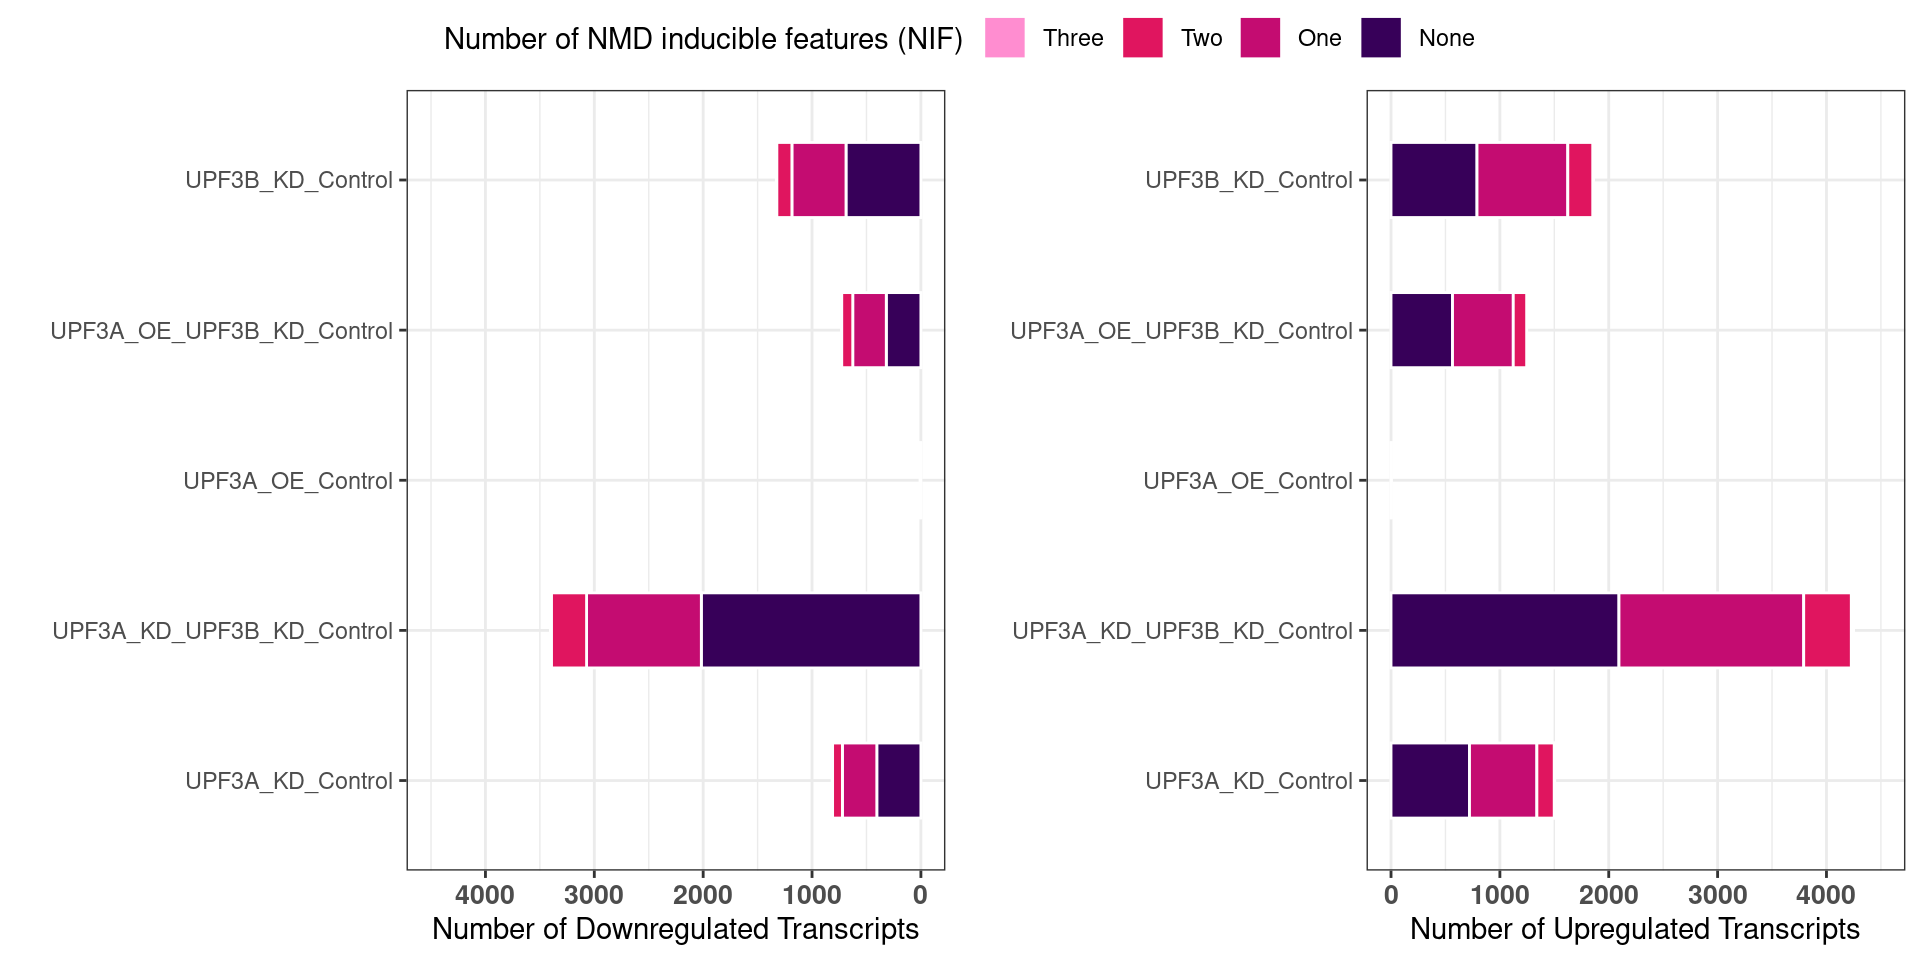 Number of NMD inducible features (NIF) Three Two One None
UPF3B_KD_Control
UPF3A_OE_UPF3B_KD_Control
UPF3A_OE_Control
UPF3A_KD_UPF3B_KD_Control
UPF3A_KD_Control
4000 3000 2000 1000 0
Number of Downregulated Transcripts
UPF3B_KD_Control
UPF3A_OE_UPF3B_KD_Control
UPF3A_OE_Control
UPF3A_KD_UPF3B_KD_Control
UPF3A_KD_Control
0 1000 2000 3000 4000
Number of Upregulated Transcripts